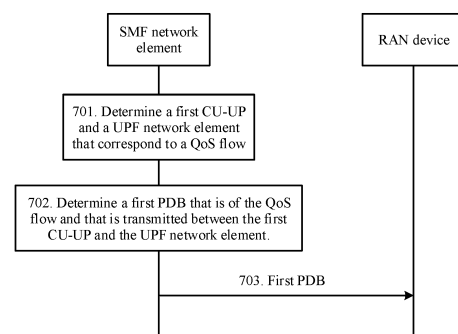 SMF network
element
RAN device
701. Determine a first CU-UP
and a UPF network element
that correspond to a QoS flow
702. Determine a first PDB that is of the QoS
flow and that is transmitted between the first
CU-UP and the UPF network element.
703. First PDB